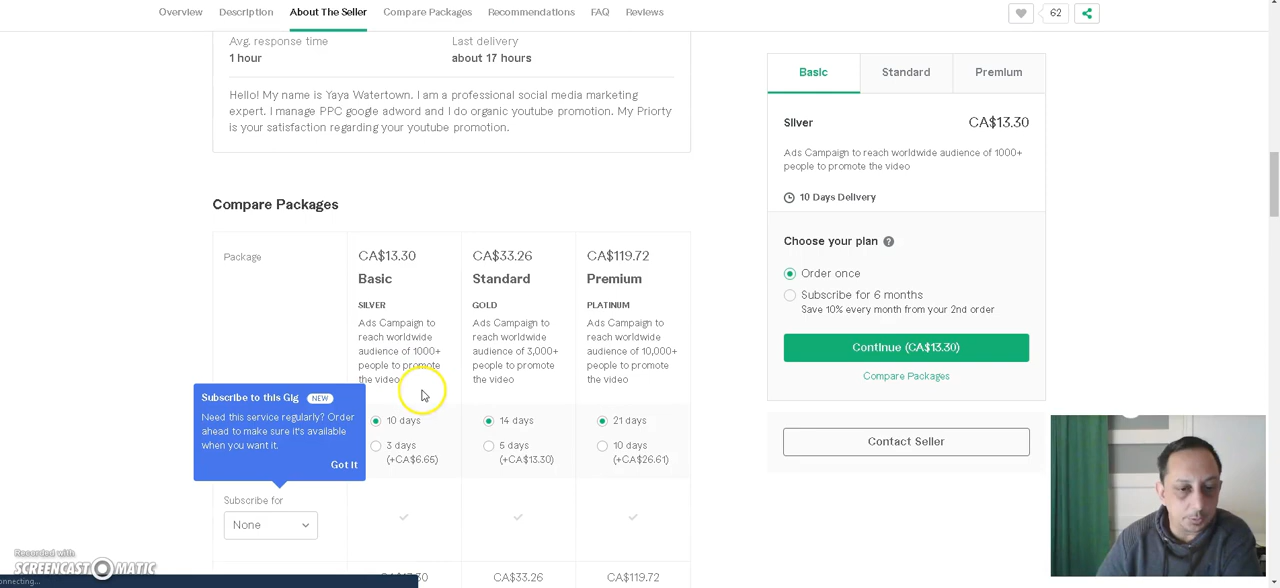 Overview Description About The Seller Compare Packages Recommendations FAQ Reviews
62
Avg. response time
1 hour
Last delivery
about 17 hours
Hello! My name is Yaya Watertown. I am a professional social media marketing
expert. I manage PPC google adword and I do organic youtube promotion. My Priorty
is your satisfaction regarding your youtube promotion.
Compare Packages
Package
CA$13.30
Basic
SILVER
Ads Campaign to
reach worldwide
audience of 1000+
people to promote
the video
10 days
3 days
(+CA$6.65)
CA$33.26
Standard
GOLD
Ads Campaign to
reach worldwide
audience of 3,000+
people to promote
the video
14 days
5 days
(+CA$13.30)
CA$119.72
Premium
PLATINUM
Ads Campaign to
reach worldwide
audience of 10,000+
people to promote
the video
21 days
10 days
(+CA$26.61)
Subscribe to this Gig NEW
Need this service regularly? Order
ahead to make sure it's available
when you want it.
Got it
Subscribe for
None
CA$13.30 CA$33.26 CA$119.72
Basic Standard Premium
Silver CA$13.30
Ads Campaign to reach worldwide audience of 1000+
people to promote the video
10 Days Delivery
Choose your plan ?
Order once
Subscribe for 6 months
Save 10% every month from your 2nd order
Continue (CA$13.30)
Compare Packages
Contact Seller
Recorded with
SCREENCAST-O-MATIC
onnecting...